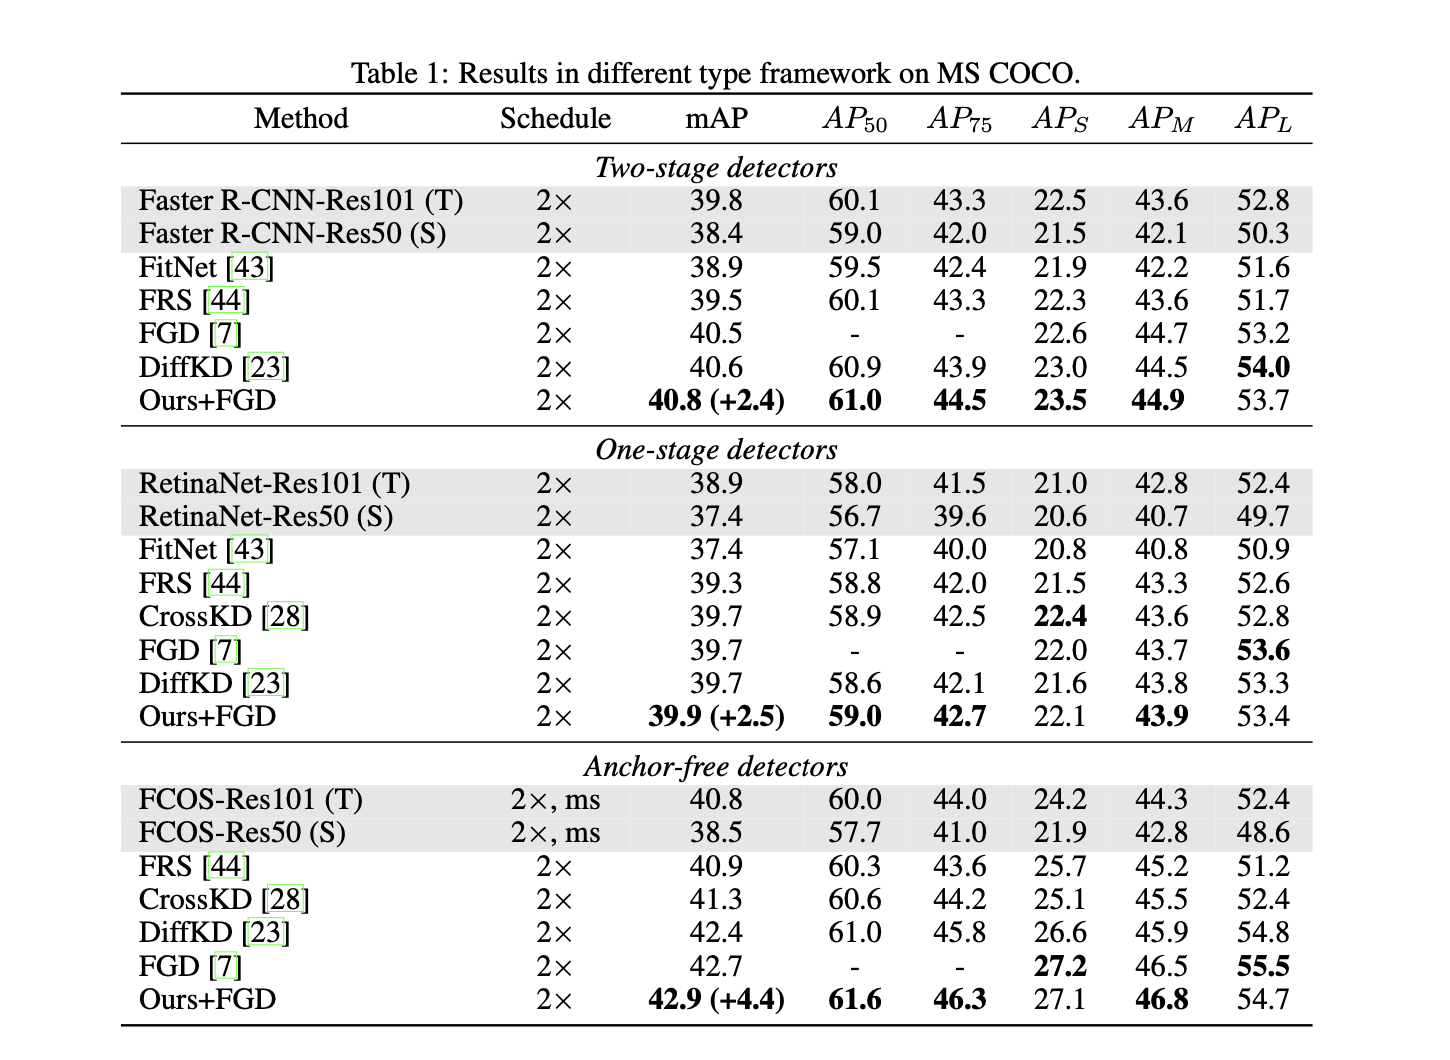 Table 1: Results in different type framework on MS COCO.
Method Schedule mAP AP50 AP75 APS APM APL
Two-stage detectors
Faster R-CNN-Res101 (T) 2× 39.8 60.1 43.3 22.5 43.6 52.8
Faster R-CNN-Res50 (S) 2× 38.4 59.0 42.0 21.5 42.1 50.3
FitNet [43] 2× 38.9 59.5 42.4 21.9 42.2 51.6
FRS [44] 2× 39.5 60.1 43.3 22.3 43.6 51.7
FGD [7] 2× 40.5 - - 22.6 44.7 53.2
DiffKD [23] 2× 40.6 60.9 43.9 23.0 44.5 54.0
Ours+FGD 2× 40.8 (+2.4) 61.0 44.5 23.5 44.9 53.7
One-stage detectors
RetinaNet-Res101 (T) 2× 38.9 58.0 41.5 21.0 42.8 52.4
RetinaNet-Res50 (S) 2× 37.4 56.7 39.6 20.6 40.7 49.7
FitNet [43] 2× 37.4 57.1 40.0 20.8 40.8 50.9
FRS [44] 2× 39.3 58.8 42.0 21.5 43.3 52.6
CrossKD [28] 2× 39.7 58.9 42.5 22.4 43.6 52.8
FGD [7] 2× 39.7 - - 22.0 43.7 53.6
DiffKD [23] 2× 39.7 58.6 42.1 21.6 43.8 53.3
Ours+FGD 2× 39.9 (+2.5) 59.0 42.7 22.1 43.9 53.4
Anchor-free detectors
FCOS-Res101 (T) 2×, ms 40.8 60.0 44.0 24.2 44.3 52.4
FCOS-Res50 (S) 2×, ms 38.5 57.7 41.0 21.9 42.8 48.6
FRS [44] 2× 40.9 60.3 43.6 25.7 45.2 51.2
CrossKD [28] 2× 41.3 60.6 44.2 25.1 45.5 52.4
DiffKD [23] 2× 42.4 61.0 45.8 26.6 45.9 54.8
FGD [7] 2× 42.7 - - 27.2 46.5 55.5
Ours+FGD 2× 42.9 (+4.4) 61.6 46.3 27.1 46.8 54.7